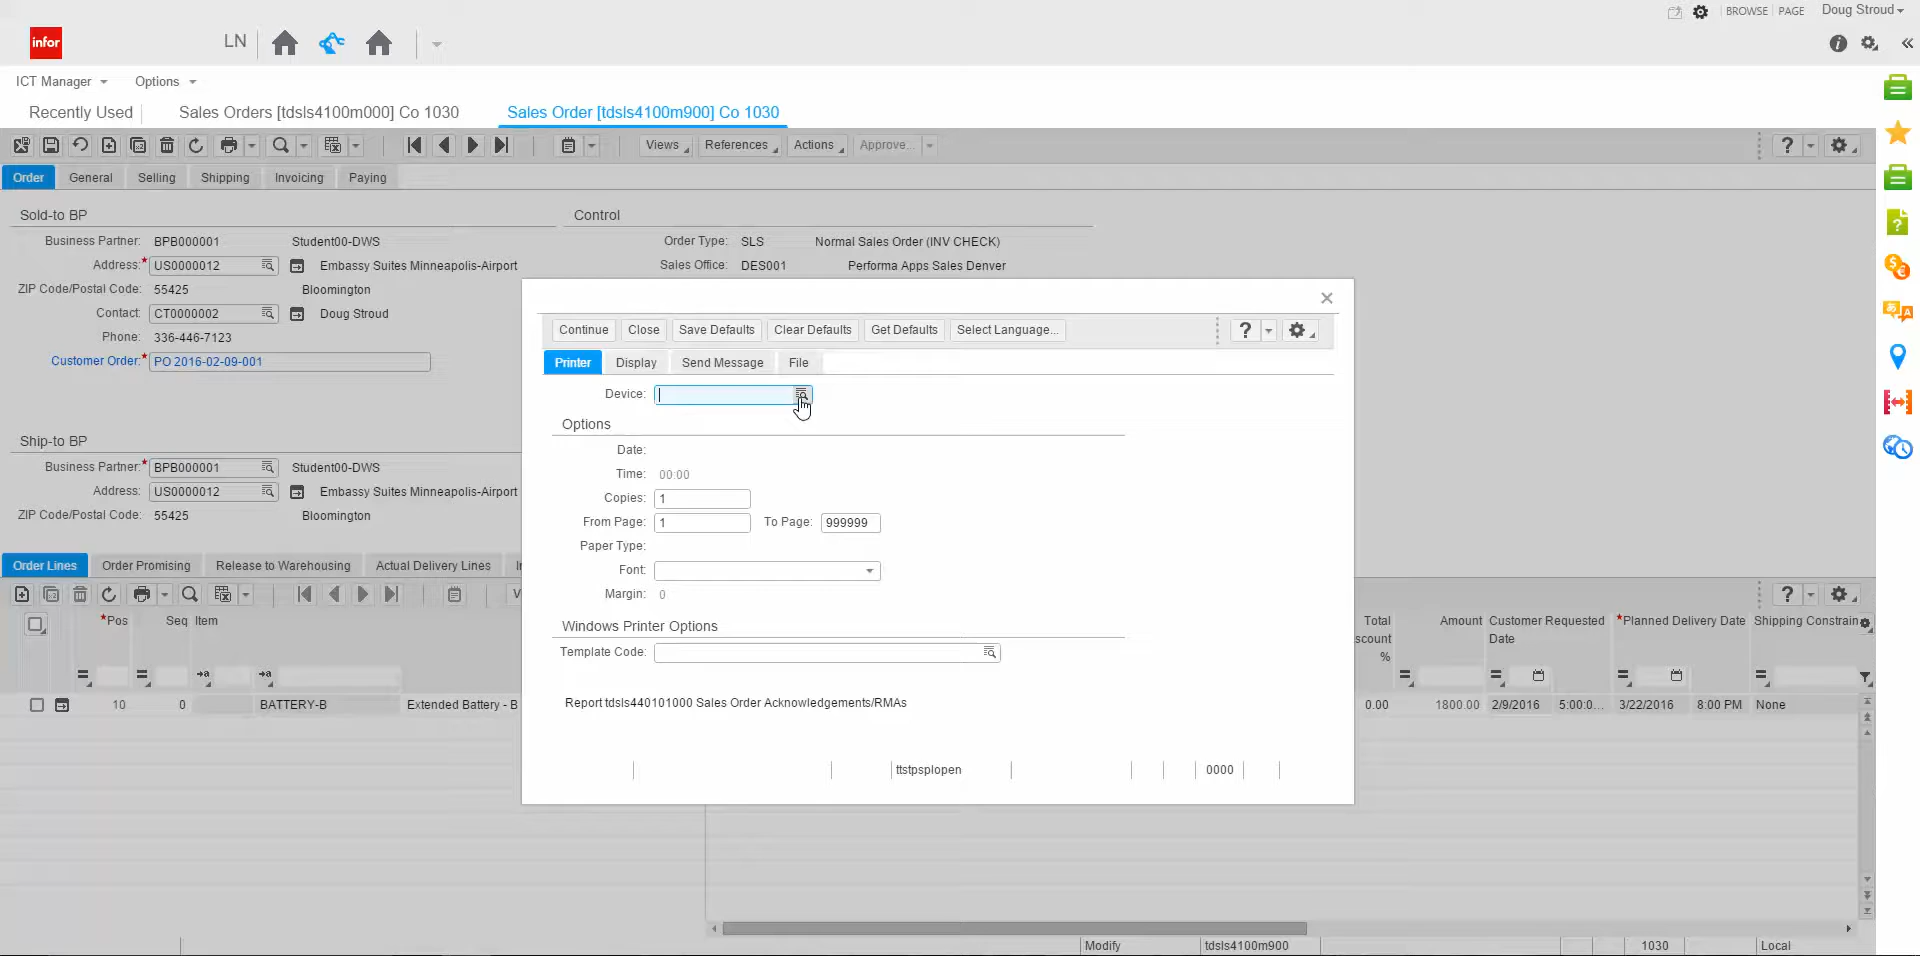 BROWSE PAGE Doug Stroud
infor LN
ICT Manager Options
Recently Used Sales Orders [tdsls4100m000] Co 1030 Sales Order [tdsls4100m900] Co 1030
Views References Actions Approve...
Order General Selling Shipping Invoicing Paying
Sold-to BP Control
Business Partner: BPB000001 Student00-DWS Order Type: SLS Normal Sales Order (INV CHECK)
Address:* US0000012 Embassy Suites Minneapolis-Airport Sales Office: DES001 Performa Apps Sales Denver
ZIP Code/Postal Code: 55425 Bloomington
Contact: CT0000002 Doug Stroud
Phone: 336-446-7123
Customer Order:* PO 2016-02-09-001
Ship-to BP
Business Partner:* BPB000001 Student00-DWS
Address: US0000012 Embassy Suites Minneapolis-Airport
ZIP Code/Postal Code: 55425 Bloomington
Continue Close Save Defaults Clear Defaults Get Defaults Select Language...
Printer Display Send Message File
Device:
Options
Date:
Time: 00:00
Copies: 1
From Page: 1 To Page: 999999
Paper Type:
Font:
Margin: 0
Windows Printer Options
Template Code:
Report tdsls440101000 Sales Order Acknowledgements/RMAs
ttstpsplopen 0000
Order Lines Order Promising Release to Warehousing Actual Delivery Lines
*Pos Seq Item Total Amount Customer Requested *Planned Delivery Date Shipping Constrain
scount Date
%
10 0 BATTERY-B Extended Battery - B 0.00 1800.00 2/9/2016 5:00:0... 3/22/2016 8:00 PM None
Modify tdsls4100m900 1030 Local